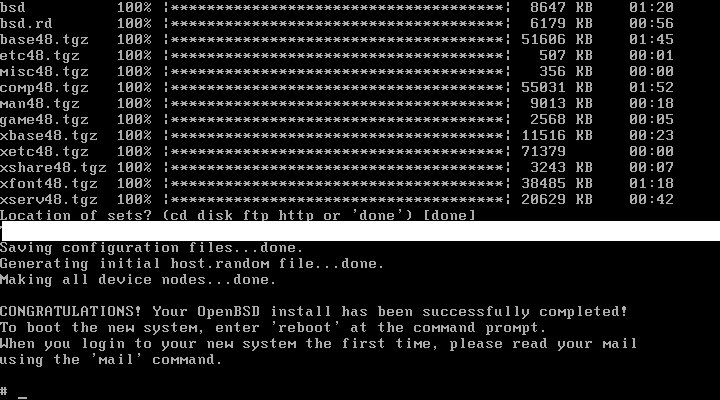 bsd 100% |**************************************************| 8647 KB 01:20
bsd.rd 100% |**************************************************| 6179 KB 00:56
base48.tgz 100% |**************************************************| 51606 KB 01:45
etc48.tgz 100% |**************************************************| 507 KB 00:01
misc48.tgz 100% |**************************************************| 356 KB 00:00
comp48.tgz 100% |**************************************************| 55031 KB 01:52
man48.tgz 100% |**************************************************| 9013 KB 00:18
game48.tgz 100% |**************************************************| 2568 KB 00:05
xbase48.tgz 100% |**************************************************| 11516 KB 00:23
xetc48.tgz 100% |**************************************************| 71379 00:00
xshare48.tgz 100% |**************************************************| 3243 KB 00:07
xfont48.tgz 100% |**************************************************| 38485 KB 01:18
xserv48.tgz 100% |**************************************************| 20629 KB 00:42
Location of sets? (cd disk ftp http or 'done') [done]
Saving configuration files...done.
Generating initial host.random file...done.
Making all device nodes...done.
CONGRATULATIONS! Your OpenBSD install has been successfully completed!
To boot the new system, enter 'reboot' at the command prompt.
When you login to your new system the first time, please read your mail
using the 'mail' command.
# _